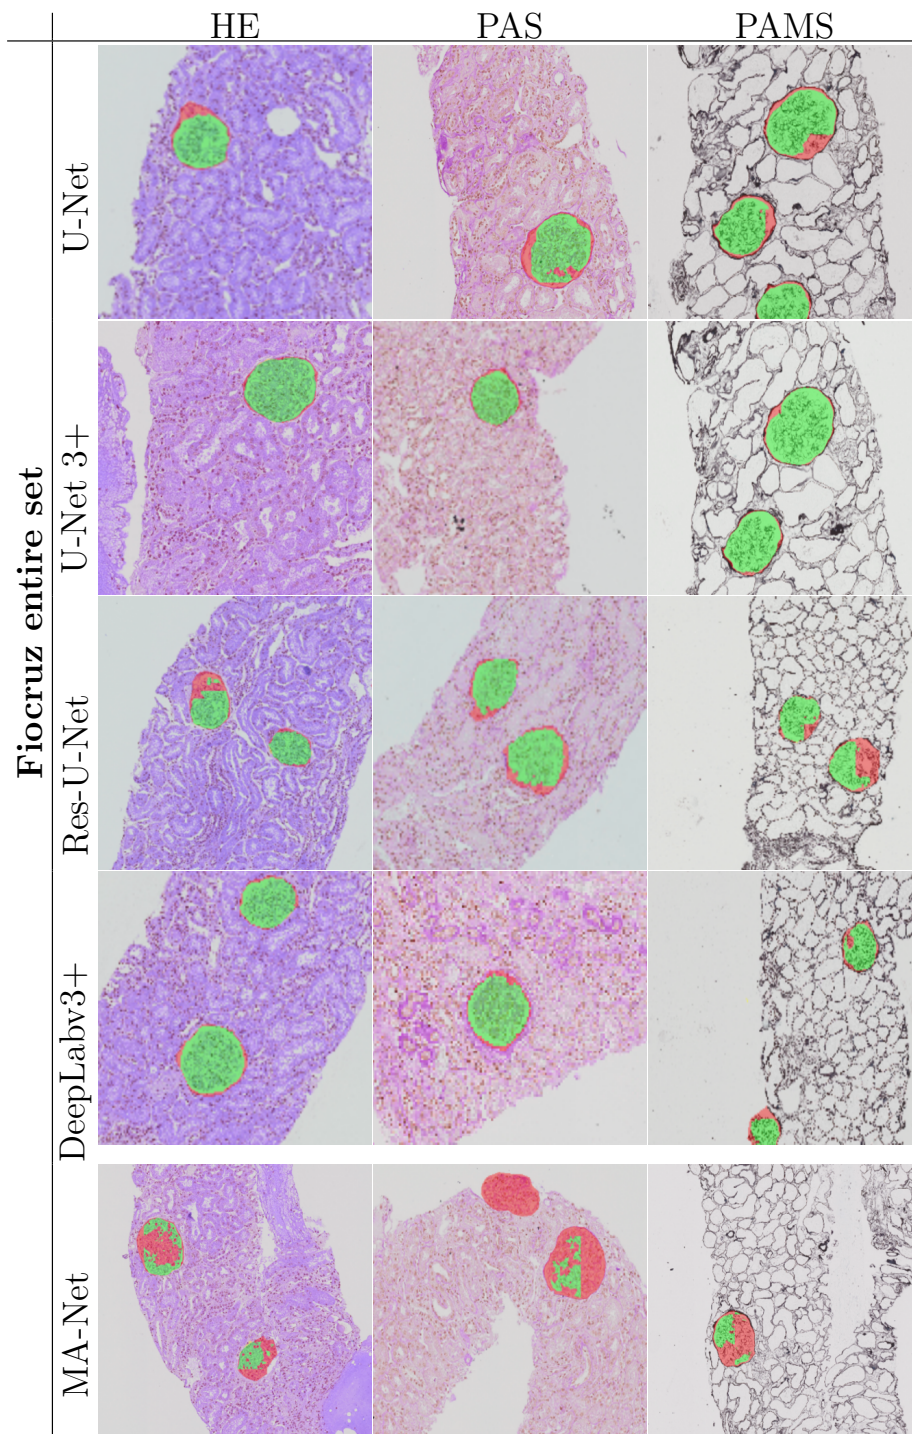 HE PAS PAMS
Fiocruz entire set
U-Net
U-Net 3+
Res-U-Net
DeepLabv3+
MA-Net